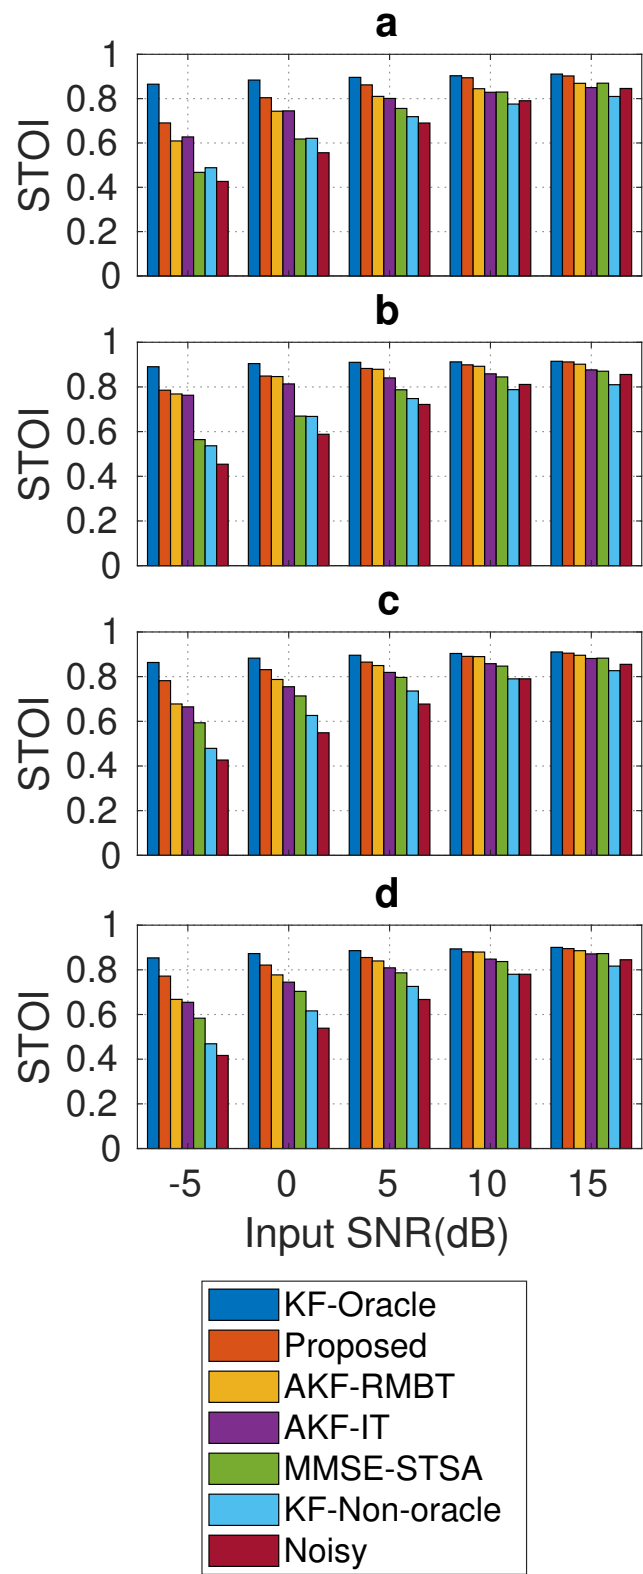 a
1
0.8
0.6
0.4
0.2
0
STOI
b
1
0.8
0.6
0.4
0.2
0
STOI
c
1
0.8
0.6
0.4
0.2
0
STOI
d
1
0.8
0.6
0.4
0.2
0
STOI
-5 0 5 10 15
Input SNR(dB)
KF-Oracle
Proposed
AKF-RMBT
AKF-IT
MMSE-STSA
KF-Non-oracle
Noisy